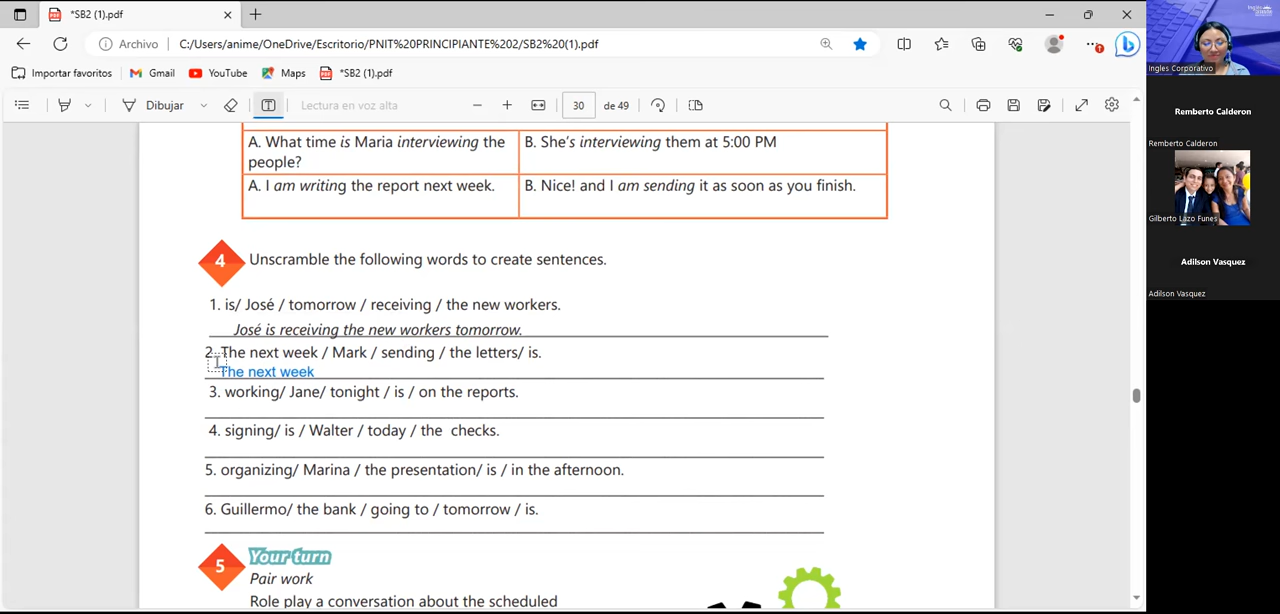 *SB2 (1).pdf
Archivo
C:/Users/anime/OneDrive/Escritorio/PNIT%20PRINCIPIANTE%202/SB2%20(1).pdf
Importar favoritos
Gmail
YouTube
Maps
*SB2 (1).pdf
Dibujar
Lectura en voz alta
30
de 49
A. What time is Maria interviewing the people?
B. She's interviewing them at 5:00 PM
A. I am writing the report next week.
B. Nice! and I am sending it as soon as you finish.
4
Unscramble the following words to create sentences.
1. is/ José / tomorrow / receiving / the new workers.
José is receiving the new workers tomorrow.
2. The next week / Mark / sending / the letters/ is.
The next week
3. working/ Jane/ tonight / is / on the reports.
4. signing/ is / Walter / today / the checks.
5. organizing/ Marina / the presentation/ is / in the afternoon.
6. Guillermo/ the bank / going to / tomorrow / is.
5
Your turn
Pair work
Role play a conversation about the scheduled
Ingles Corporativo
Remberto Calderon
Remberto Calderon
Gilberto Lazo Funes
Adilson Vasquez
Adilson Vasquez